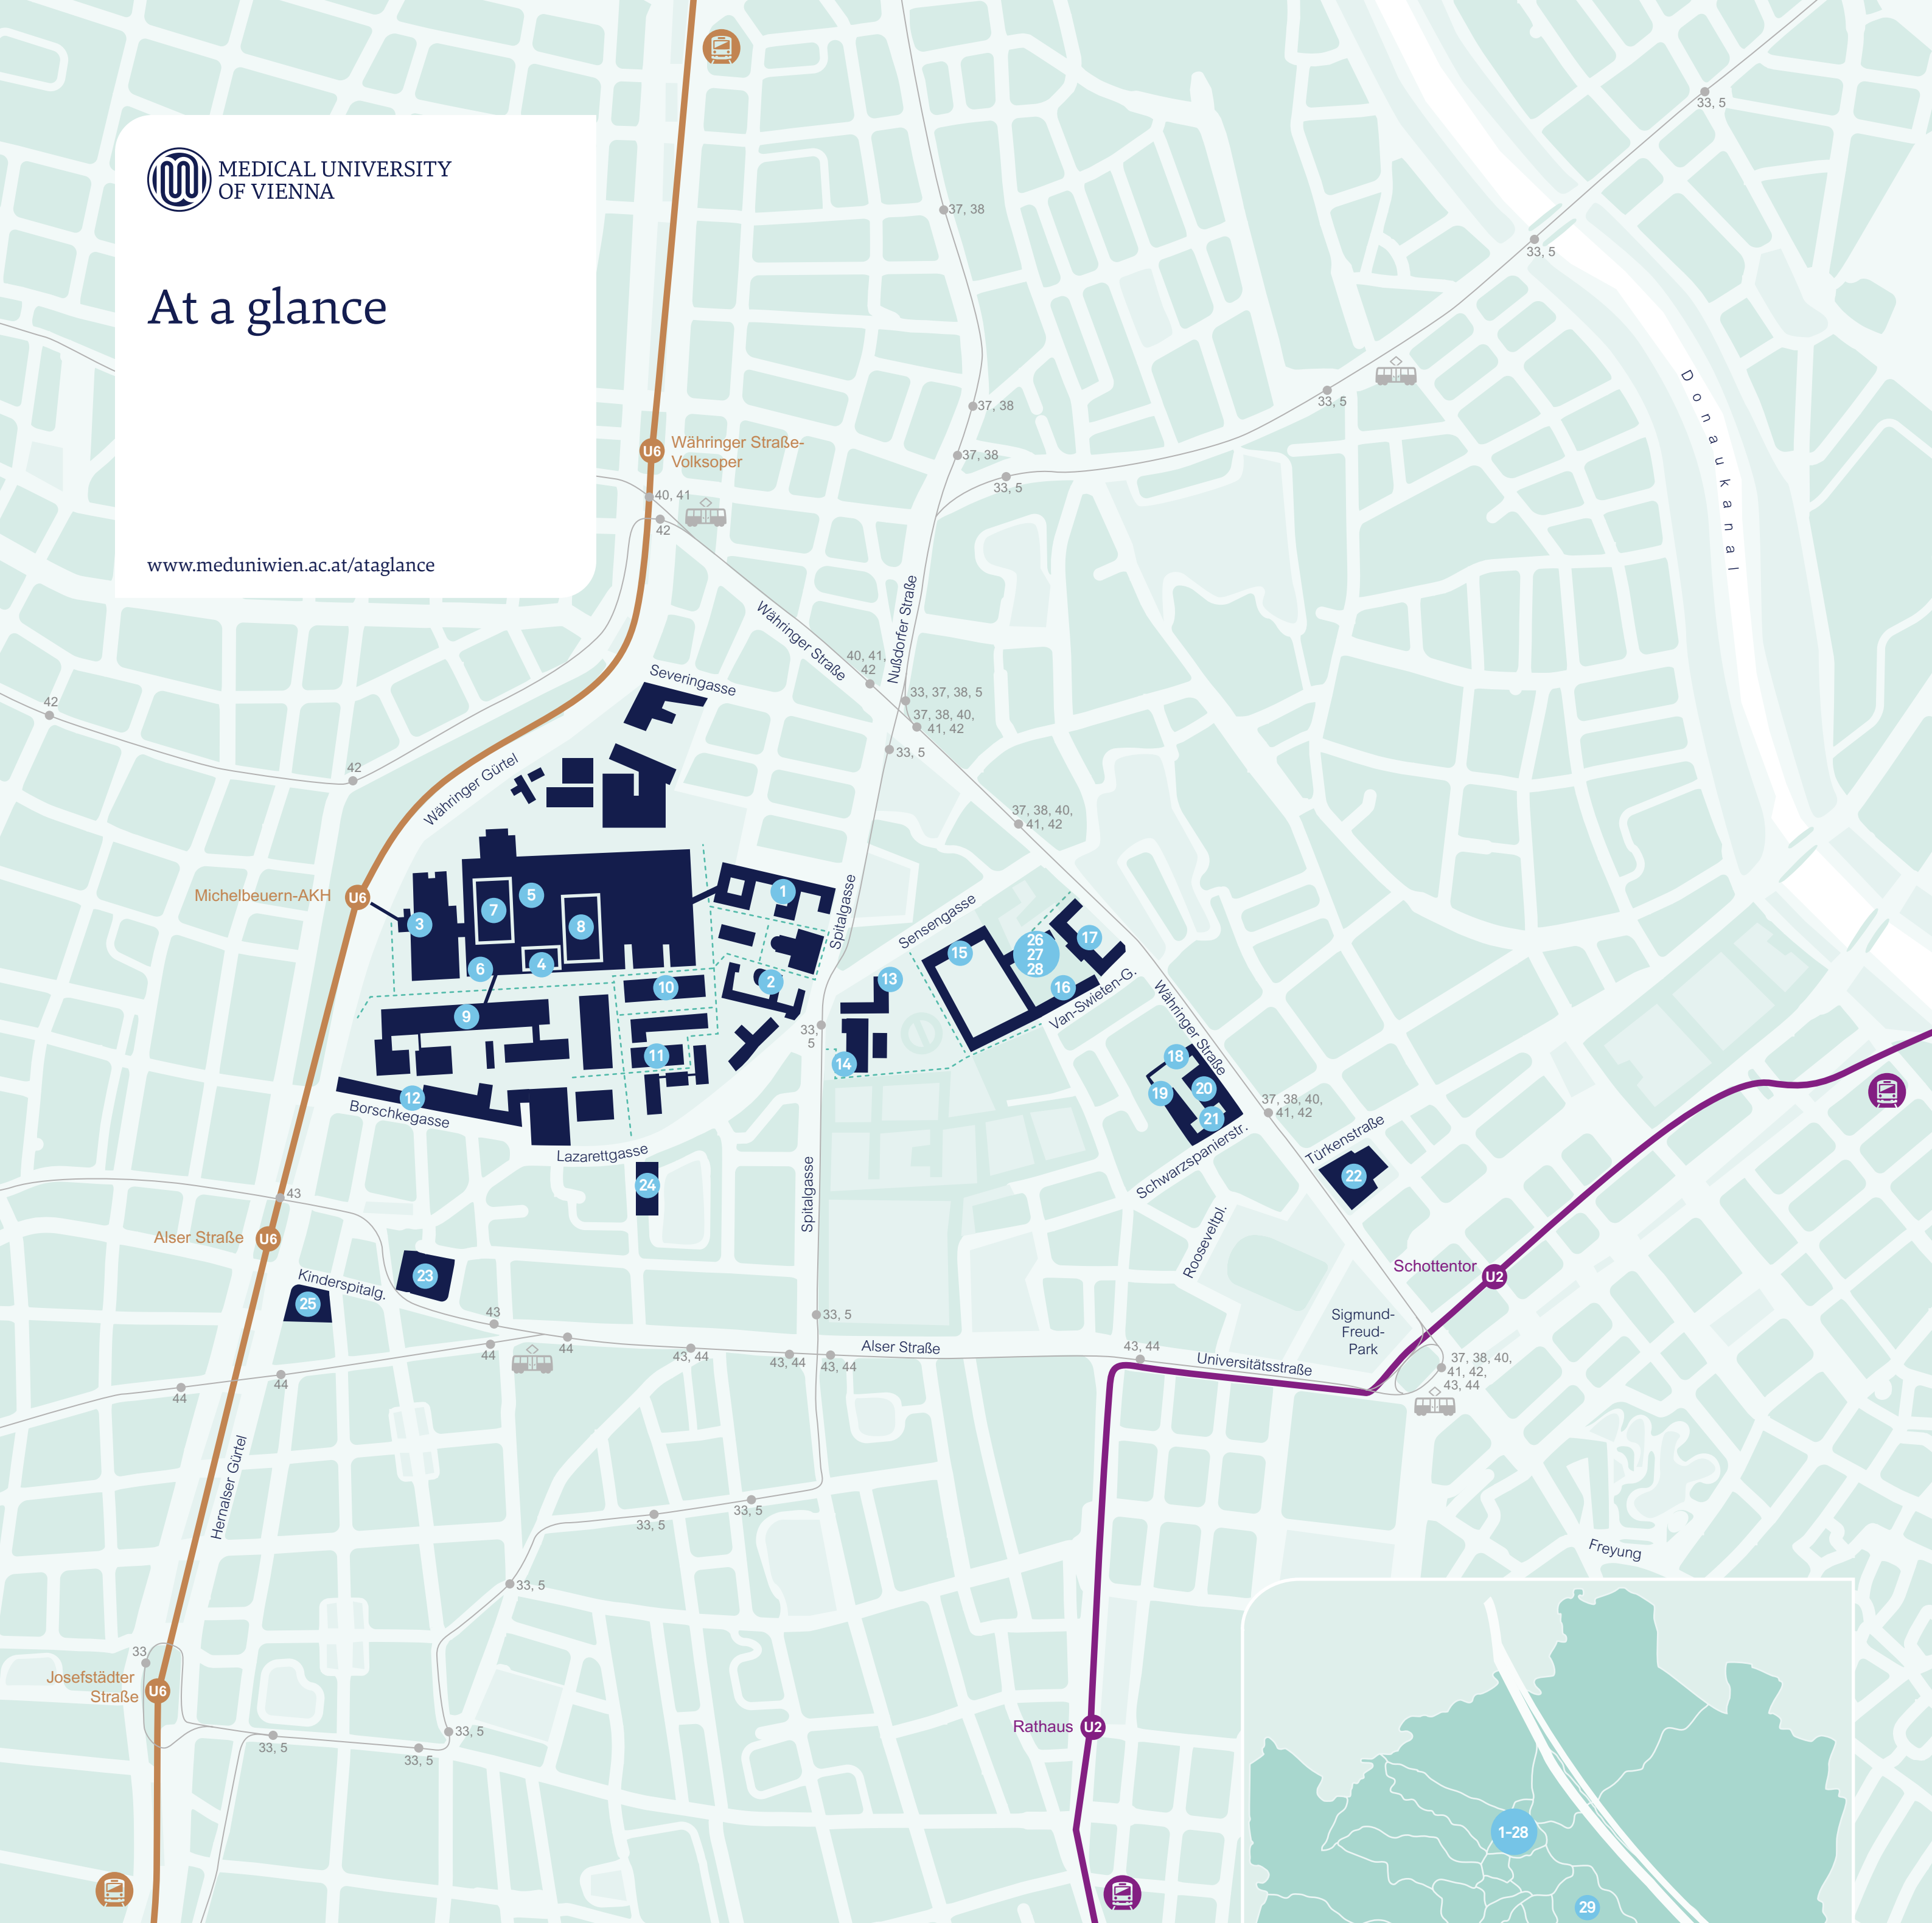 MEDICAL UNIVERSITY
OF VIENNA
At a glance
www.meduniwien.ac.at/ataglance
33, 5
37, 38
33, 5
Donaukanal
33, 5
37, 38
Währinger Straße-
Volksoper
U6
37, 38
33, 5
40, 41
42
Währinger Straße
Nußdorfer Straße
40, 41,
42
Severingasse
33, 37, 38, 5
37, 38, 40,
41, 42
33, 5
42
42
Währinger Gürtel
37, 38, 40,
41, 42
Michelbeuern-AKH
U6
1
2
3
4
5
6
7
8
9
10
11
12
13
14
15
16
17
26
27
28
Spitalgasse
Sensengasse
Van-Swieten-G.
Währinger Straße
33,
5
18
19
20
21
37, 38, 40,
41, 42
Schwarzspanierstr.
Türkenstraße
22
Borschkegasse
Lazarettgasse
24
Spitalgasse
43
Alser Straße
U6
Rooseveltpl.
Schottentor
U2
Kinderspitalg.
23
25
43
44
44
44
44
43, 44
43, 44
43, 44
33, 5
Alser Straße
43, 44
Universitätsstraße
Sigmund-
Freud-
Park
37, 38, 40,
41, 42,
43, 44
Hernalser Gürtel
33, 5
33, 5
33, 5
Freyung
33
Josefstädter
Straße
U6
33, 5
33, 5
33, 5
Rathaus
U2
1-28
29